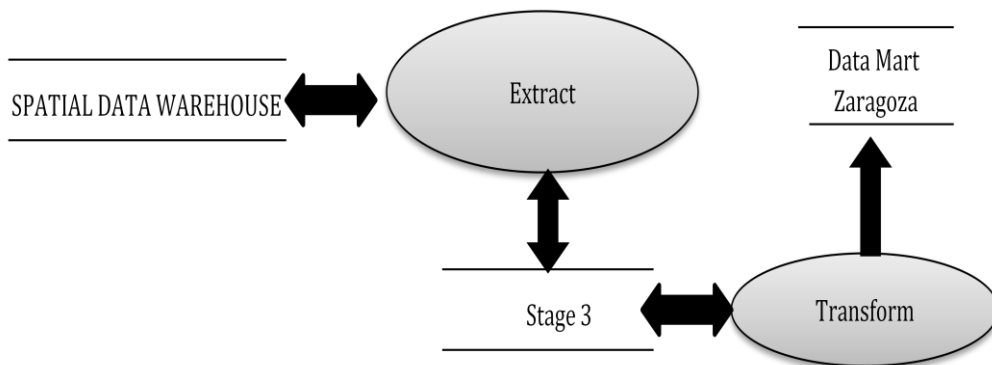 SPATIAL DATA WAREHOUSE
Extract
Data Mart
Zaragoza
Stage 3
Transform